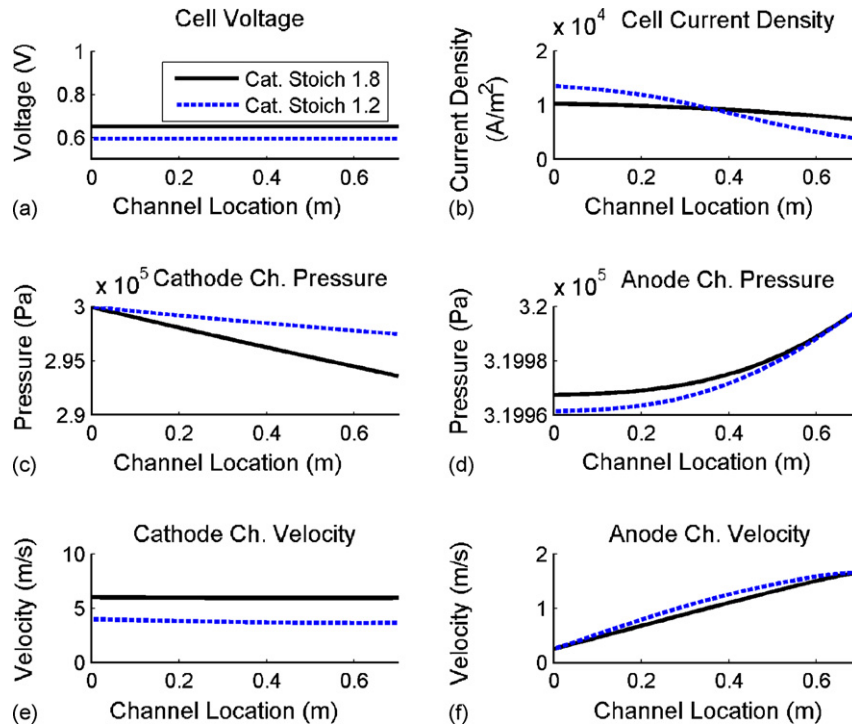 Cell Voltage
Voltage (V)
1
0.8
0.6
Cat. Stoich 1.8
Cat. Stoich 1.2
0 0.2 0.4 0.6
(a)
Channel Location (m)
x 10^4 Cell Current Density
Current Density
(A/m²)
2
1
0
0 0.2 0.4 0.6
(b)
Channel Location (m)
x 10^5 Cathode Ch. Pressure
Pressure (Pa)
3
2.95
2.9
0 0.2 0.4 0.6
(c)
Channel Location (m)
x 10^5 Anode Ch. Pressure
Pressure (Pa)
3.2
3.1998
3.1996
0 0.2 0.4 0.6
(d)
Channel Location (m)
Cathode Ch. Velocity
Velocity (m/s)
10
5
0
0 0.2 0.4 0.6
(e)
Channel Location (m)
Anode Ch. Velocity
Velocity (m/s)
2
1
0
0 0.2 0.4 0.6
(f)
Channel Location (m)